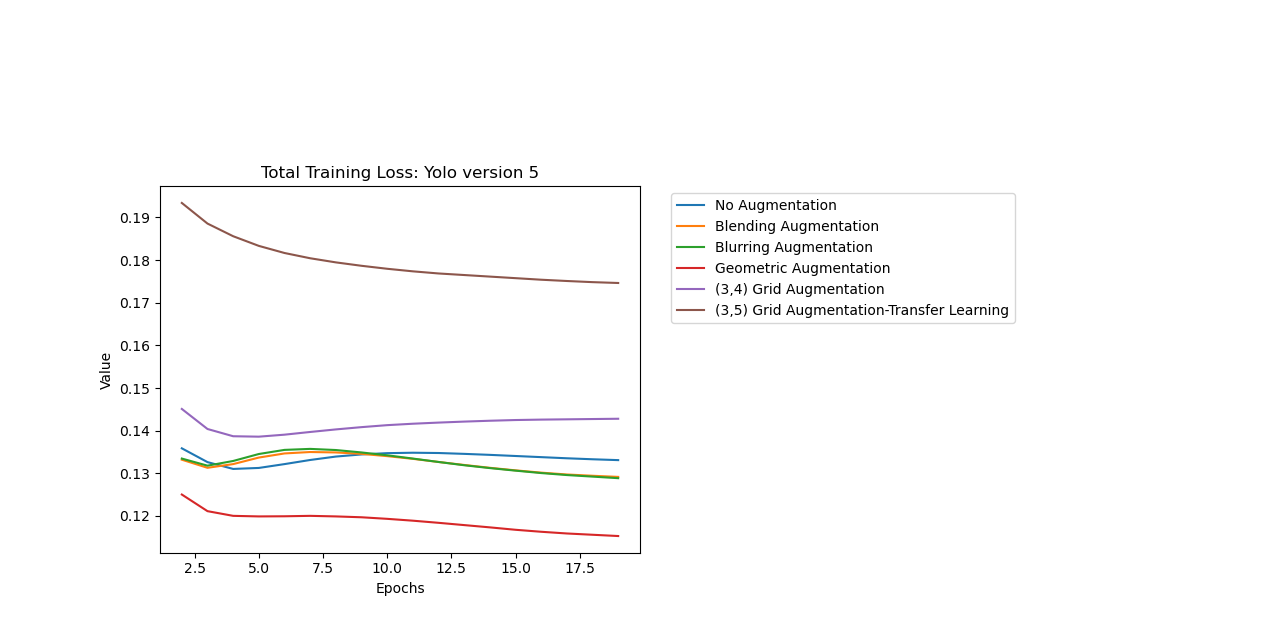 Total Training Loss: Yolo version 5
Value
0.19
0.18
0.17
0.16
0.15
0.14
0.13
0.12
2.5 5.0 7.5 10.0 12.5 15.0 17.5
Epochs
No Augmentation
Blending Augmentation
Blurring Augmentation
Geometric Augmentation
(3,4) Grid Augmentation
(3,5) Grid Augmentation-Transfer Learning